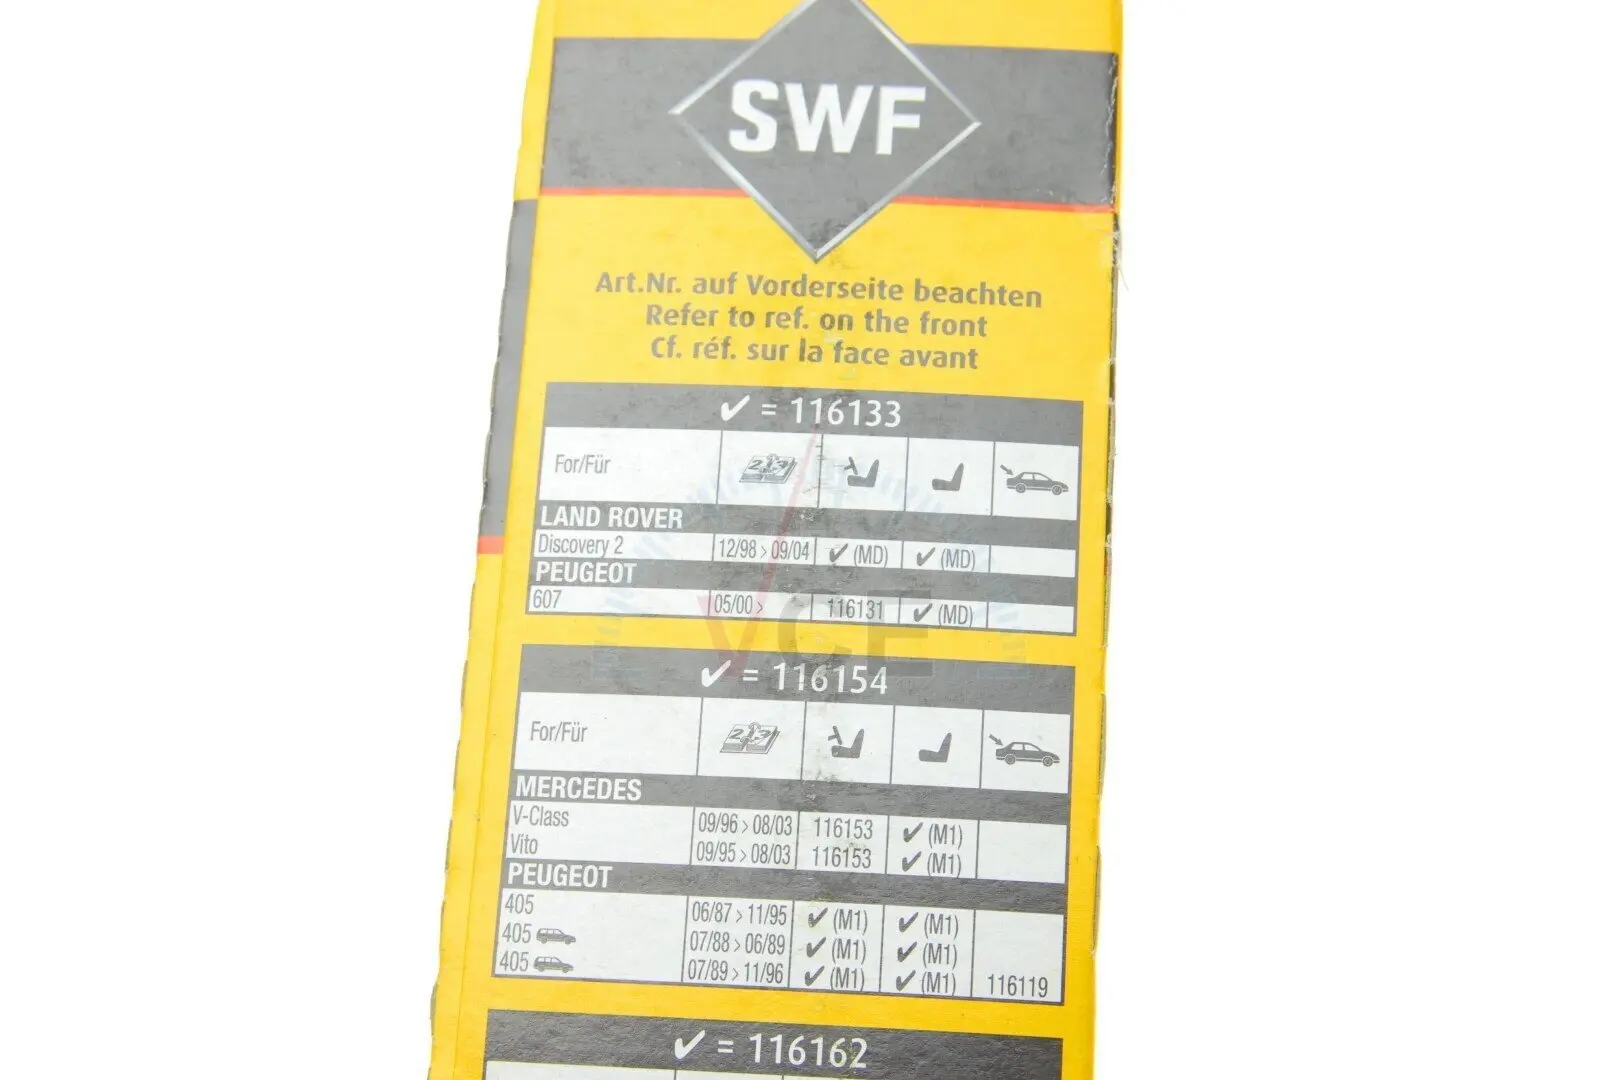 SWF
Art.Nr. auf Vorderseite beachten
Refer to ref. on the front
Cf. réf. sur la face avant
✔ = 116133
For/Für
LAND ROVER
Discovery 2 12/98 > 09/04 ✔ (MD) ✔ (MD)
PEUGEOT
607 05/00 > 116131 ✔ (MD)
VCE
✔ = 116154
For/Für
MERCEDES
V-Class 09/96 > 08/03 116153 ✔ (M1)
Vito 09/95 > 08/03 116153 ✔ (M1)
PEUGEOT
405 06/87 > 11/95 ✔ (M1) ✔ (M1)
405 07/88 > 06/89 ✔ (M1) ✔ (M1)
405 07/89 > 11/96 ✔ (M1) ✔ (M1) 116119
✔ = 116162